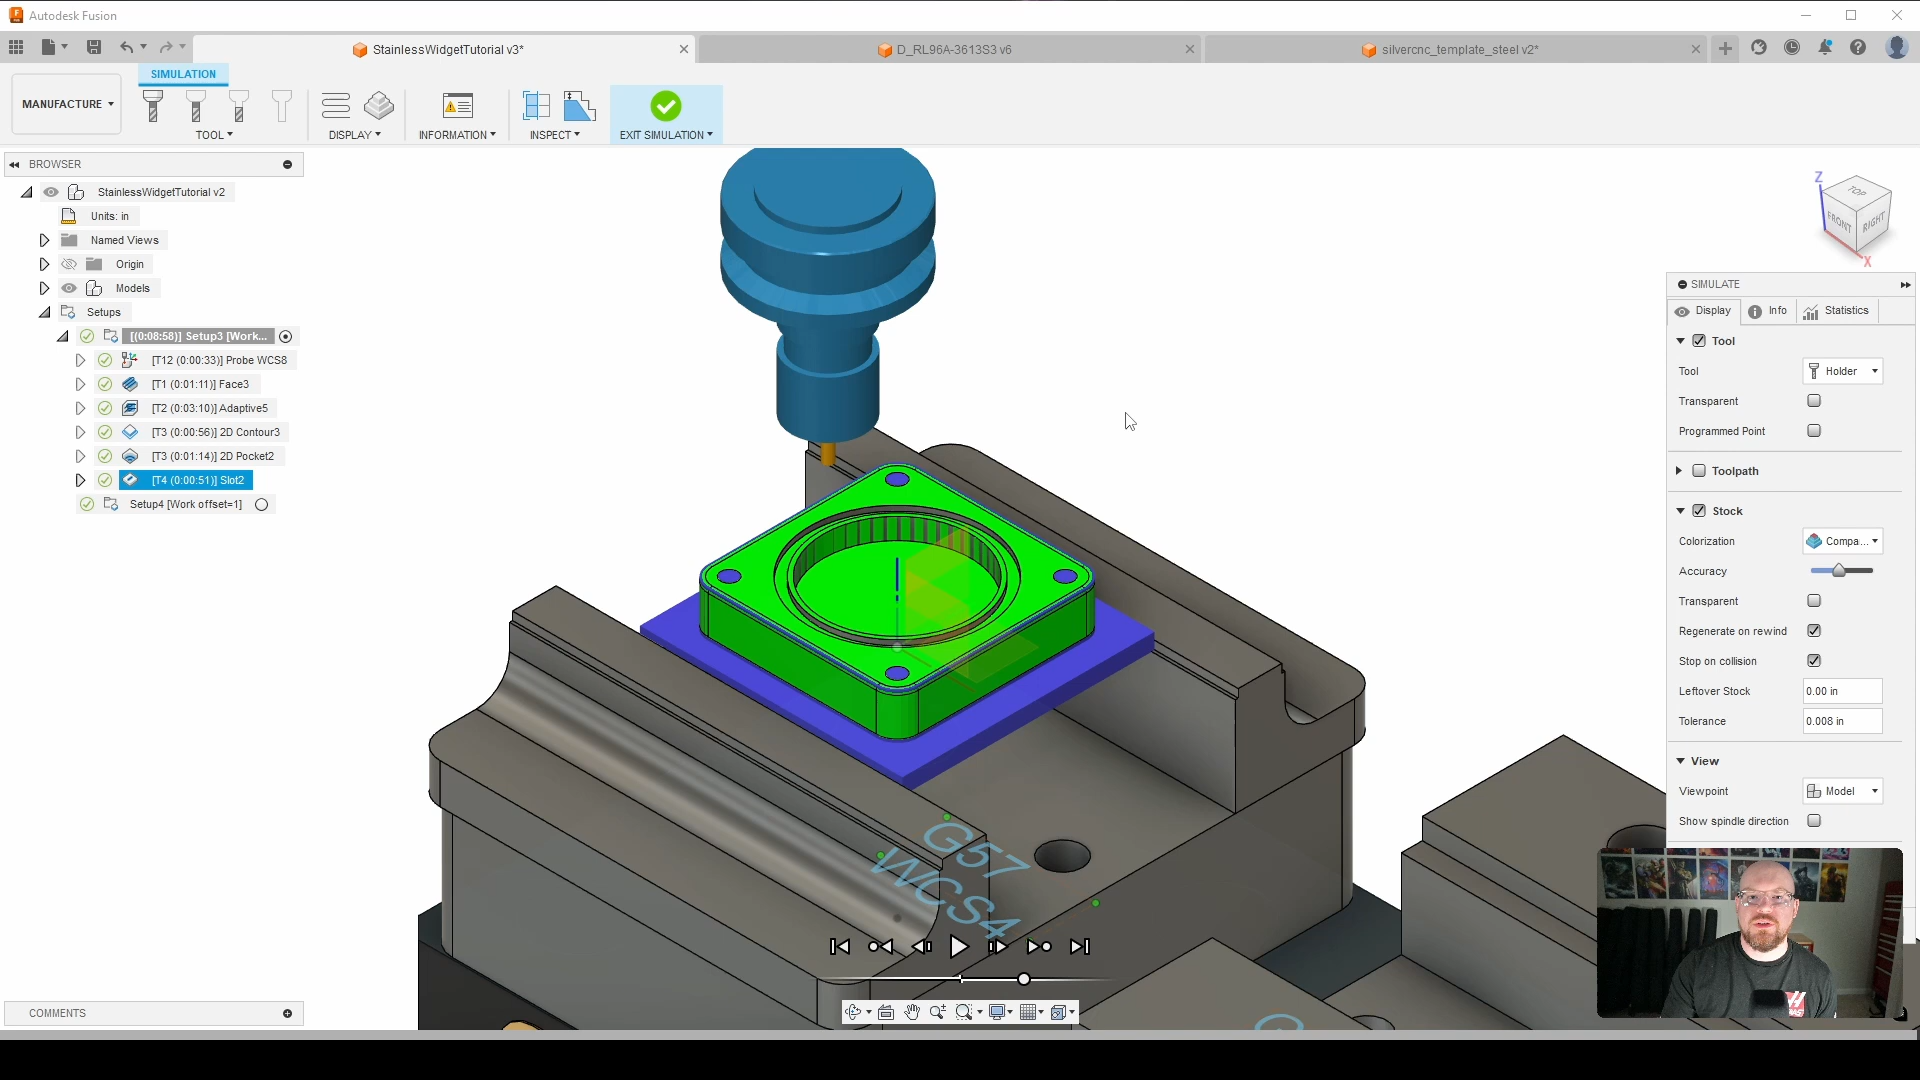 Autodesk Fusion
StainlessWidgetTutorial v3*
D_RL96A-3613S3 v6
silvercnc_template_steel v2*
MANUFACTURE
SIMULATION
TOOL
DISPLAY
INFORMATION
INSPECT
EXIT SIMULATION
BROWSER
StainlessWidgetTutorial v2
Units: in
Named Views
Origin
Models
Setups
[(0:08:58)] Setup3 [Work...
[T12 (0:00:33)] Probe WCS8
[T1 (0:01:11)] Face3
[T2 (0:03:10)] Adaptive5
[T3 (0:00:56)] 2D Contour3
[T3 (0:01:14)] 2D Pocket2
[T4 (0:00:51)] Slot2
Setup4 [Work offset=1]
Z
TOP
FRONT
RIGHT
X
SIMULATE
Display
Info
Statistics
Tool
Tool
Holder
Transparent
Programmed Point
Toolpath
Stock
Colorization
Compa...
Accuracy
Transparent
Regenerate on rewind
Stop on collision
Leftover Stock
0.00 in
Tolerance
0.008 in
View
Viewpoint
Model
Show spindle direction
G57
WCS4
COMMENTS